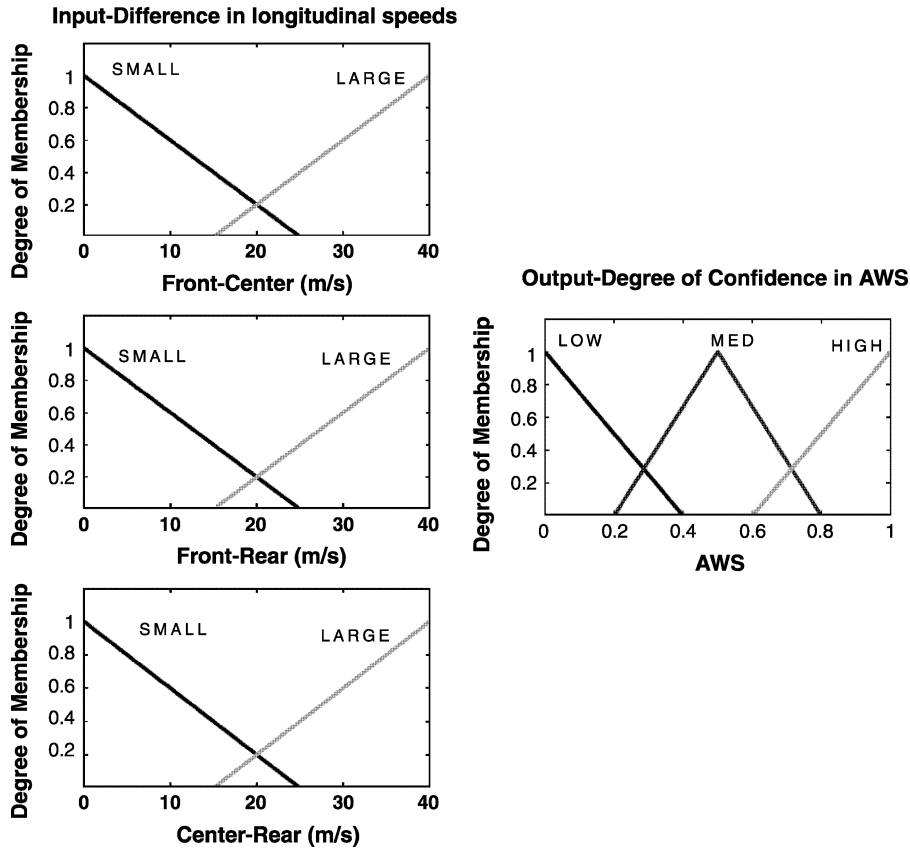 Input-Difference in longitudinal speeds
Degree of Membership
SMALL
LARGE
1
0.8
0.6
0.4
0.2
0 10 20 30 40
Front-Center (m/s)
Degree of Membership
SMALL
LARGE
1
0.8
0.6
0.4
0.2
0 10 20 30 40
Front-Rear (m/s)
Degree of Membership
SMALL
LARGE
1
0.8
0.6
0.4
0.2
0 10 20 30 40
Center-Rear (m/s)
Output-Degree of Confidence in AWS
Degree of Membership
LOW MED HIGH
1
0.8
0.6
0.4
0.2
0 0.2 0.4 0.6 0.8 1
AWS